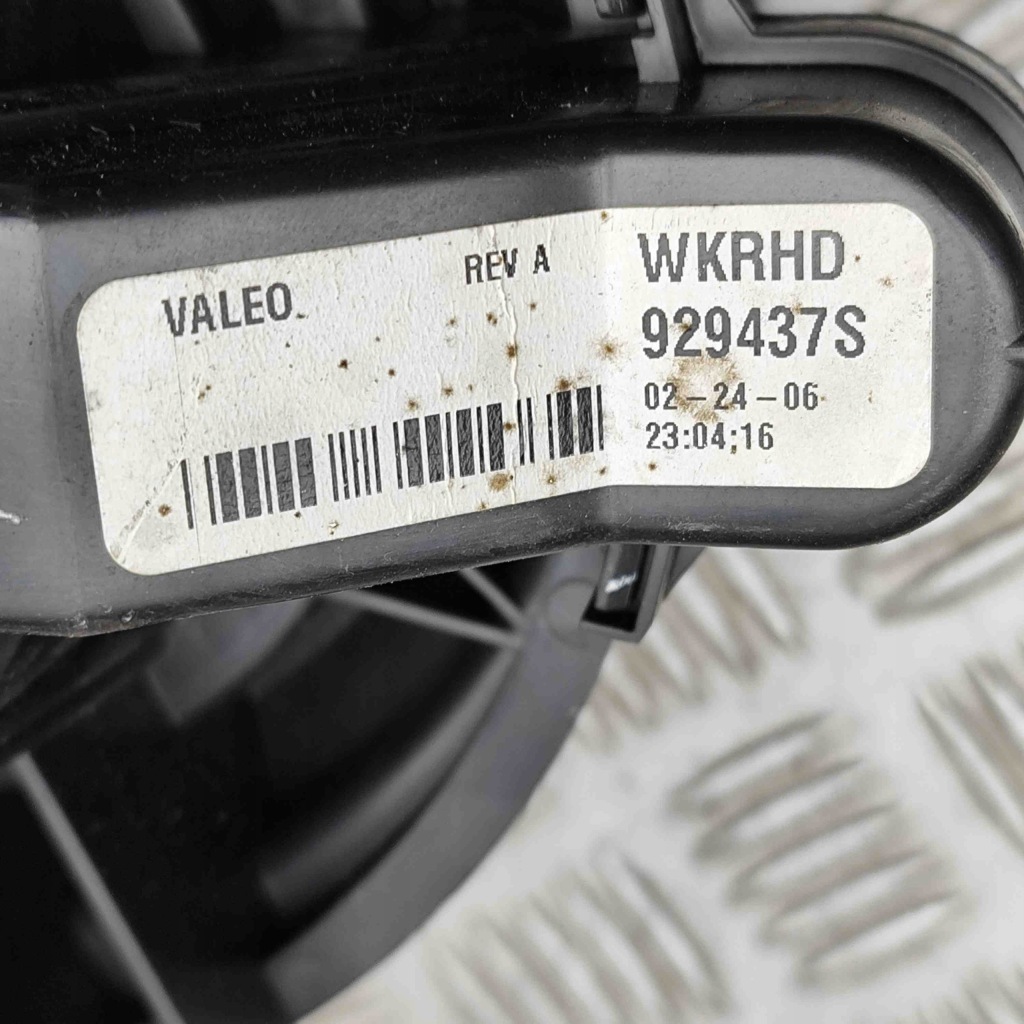 VALEO
REV A
WKRHD
929437S
02-24-06
23:04;16